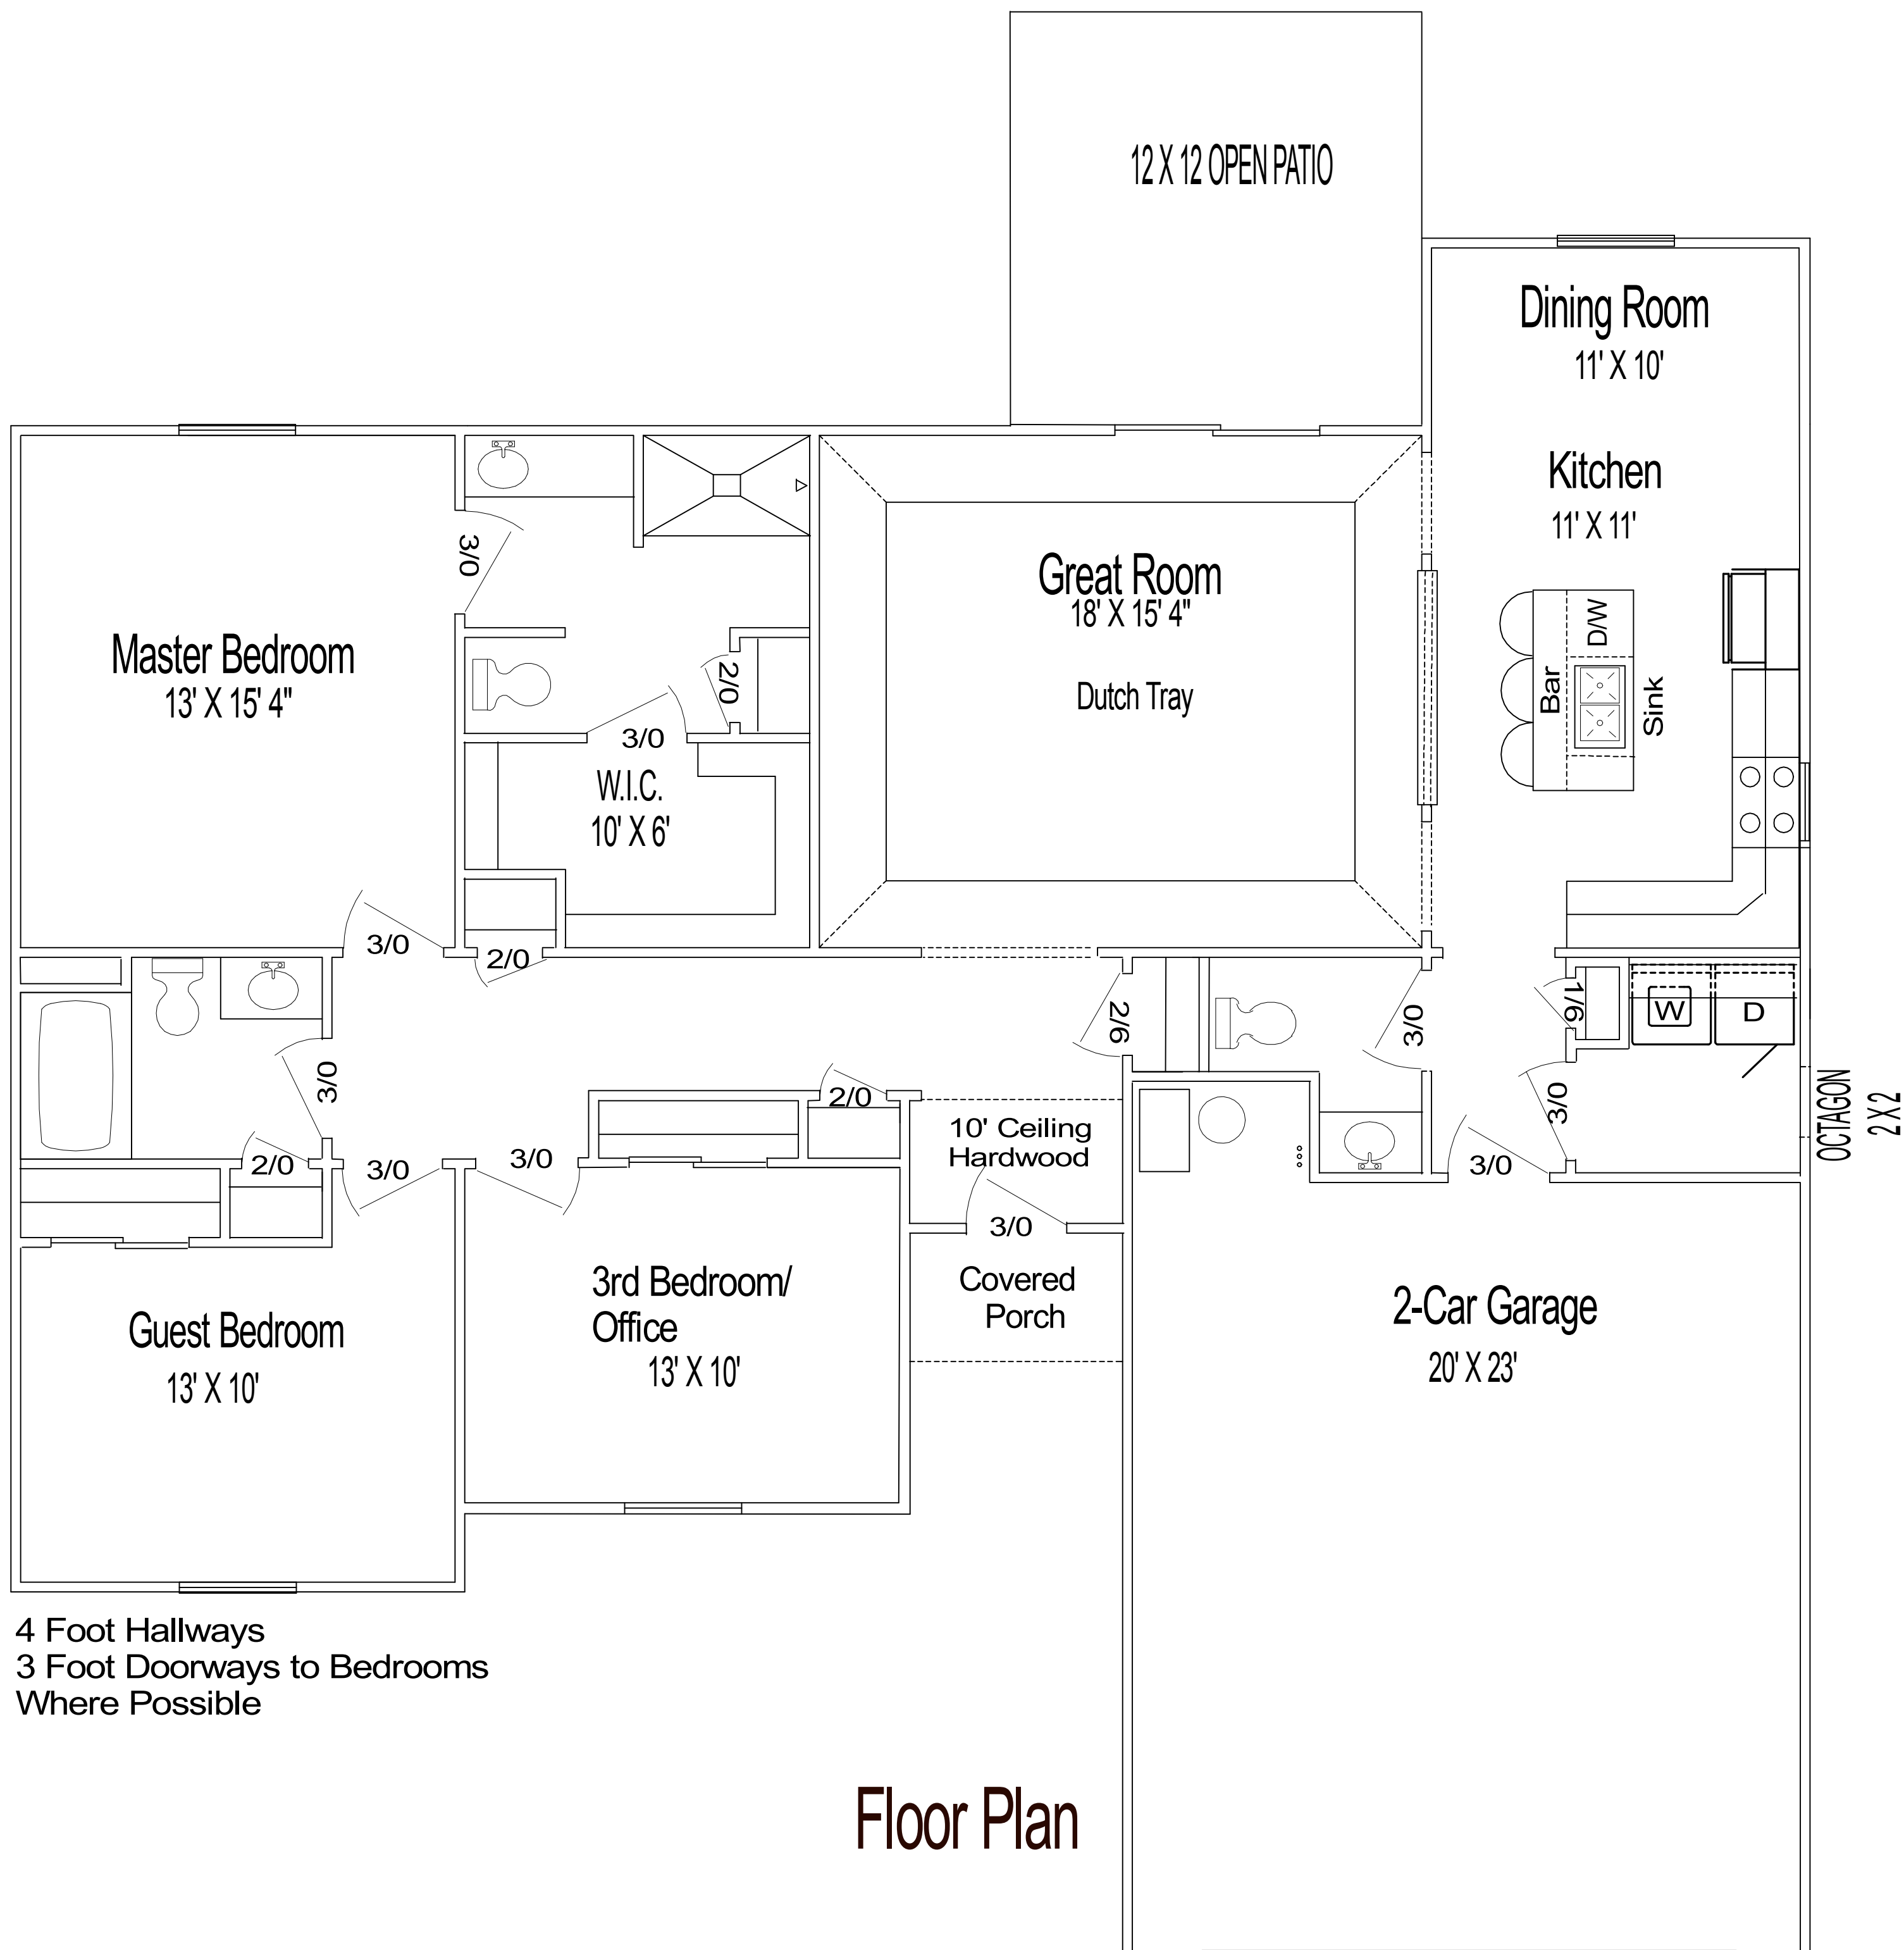 12 X 12 OPEN PATIO
Dining Room
11' X 10'
Kitchen
11' X 11'
3/0
Great Room
18' X 15' 4"
Dutch Tray
D/W
Bar
Sink
Master Bedroom
13' X 15' 4"
2/0
3/0
W.I.C.
10' X 6'
3/0
2/0
2/6
3/0
1/6
W
D
3/0
2/0
3/0
OCTAGON
2 X 2
10' Ceiling
Hardwood
2/0
3/0
3/0
3/0
3/0
Covered
Porch
3rd Bedroom/
Office
13' X 10'
Guest Bedroom
13' X 10'
2-Car Garage
20' X 23'
4 Foot Hallways
3 Foot Doorways to Bedrooms
Where Possible
Floor Plan